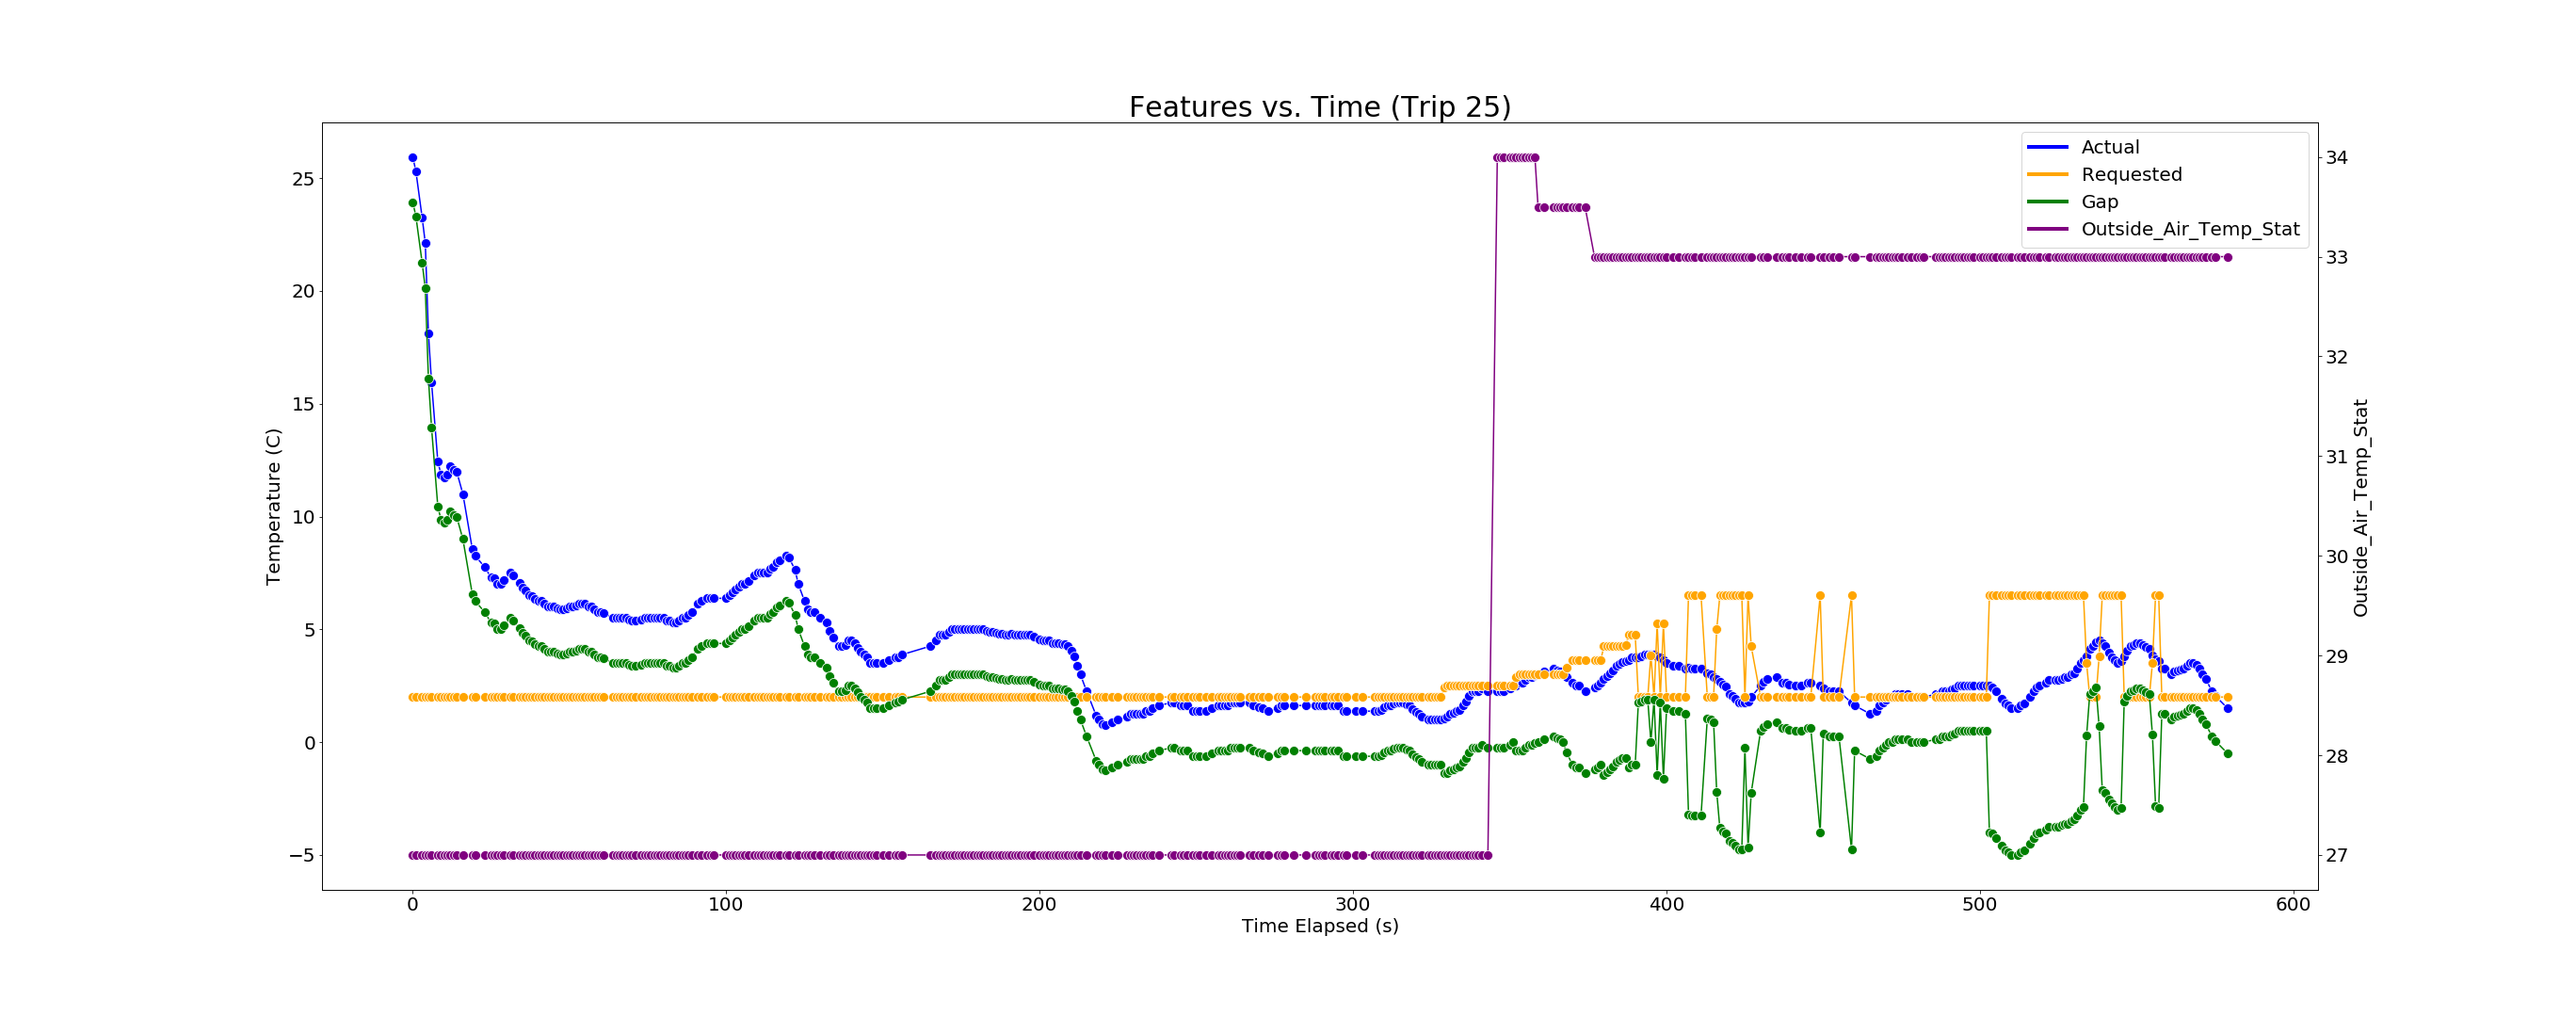 Features vs. Time (Trip 25)
Actual
Requested
Gap
Outside_Air_Temp_Stat
25
20
15
10
5
0
−5
Temperature (C)
34
33
32
31
30
29
28
27
Outside_Air_Temp_Stat
0 100 200 300 400 500 600
Time Elapsed (s)